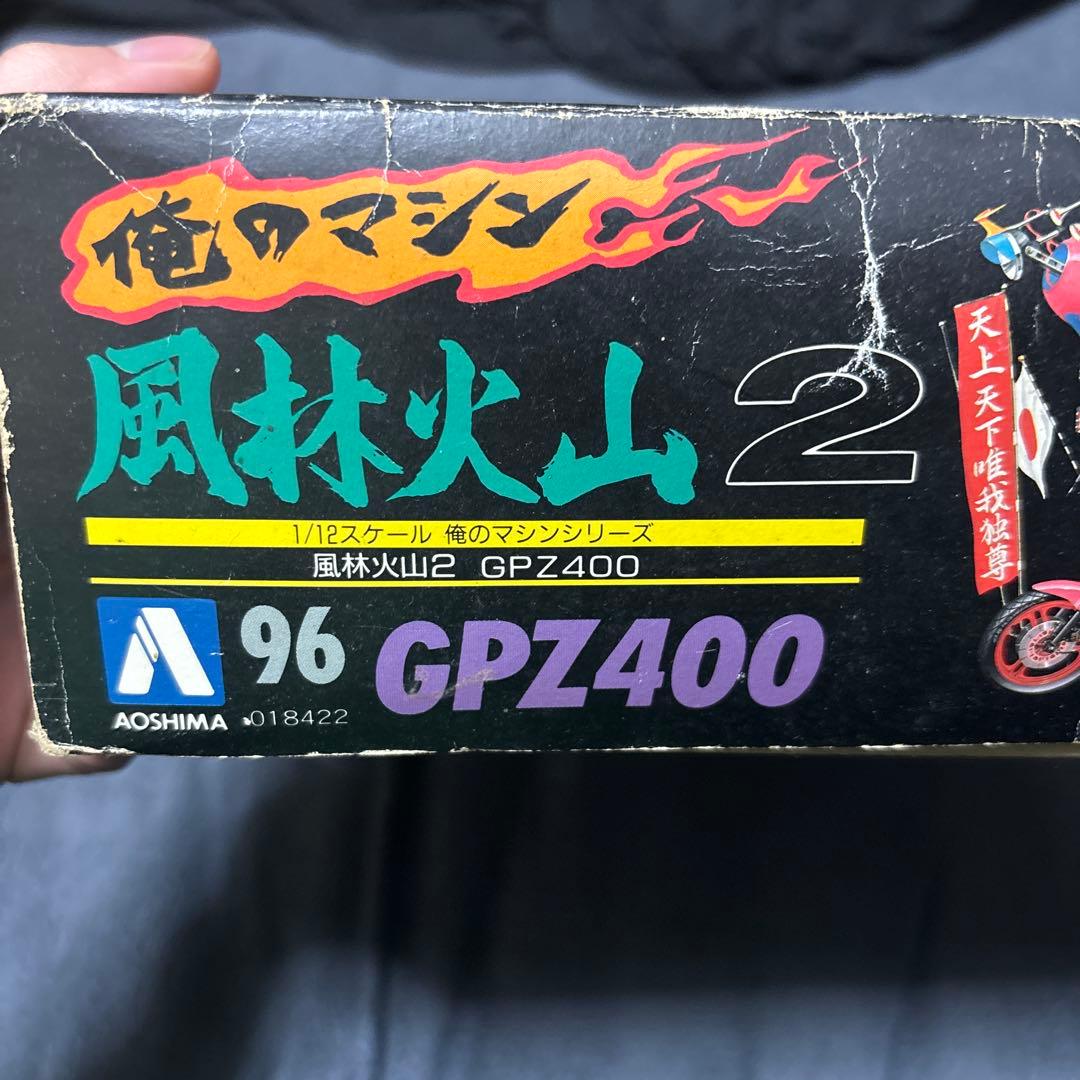 俺のマシン
風林火山2
1/12スケール 俺のマシンシリーズ
風林火山2 GPZ400
96 GPZ400
AOSHIMA 018422
天上天下唯我独尊